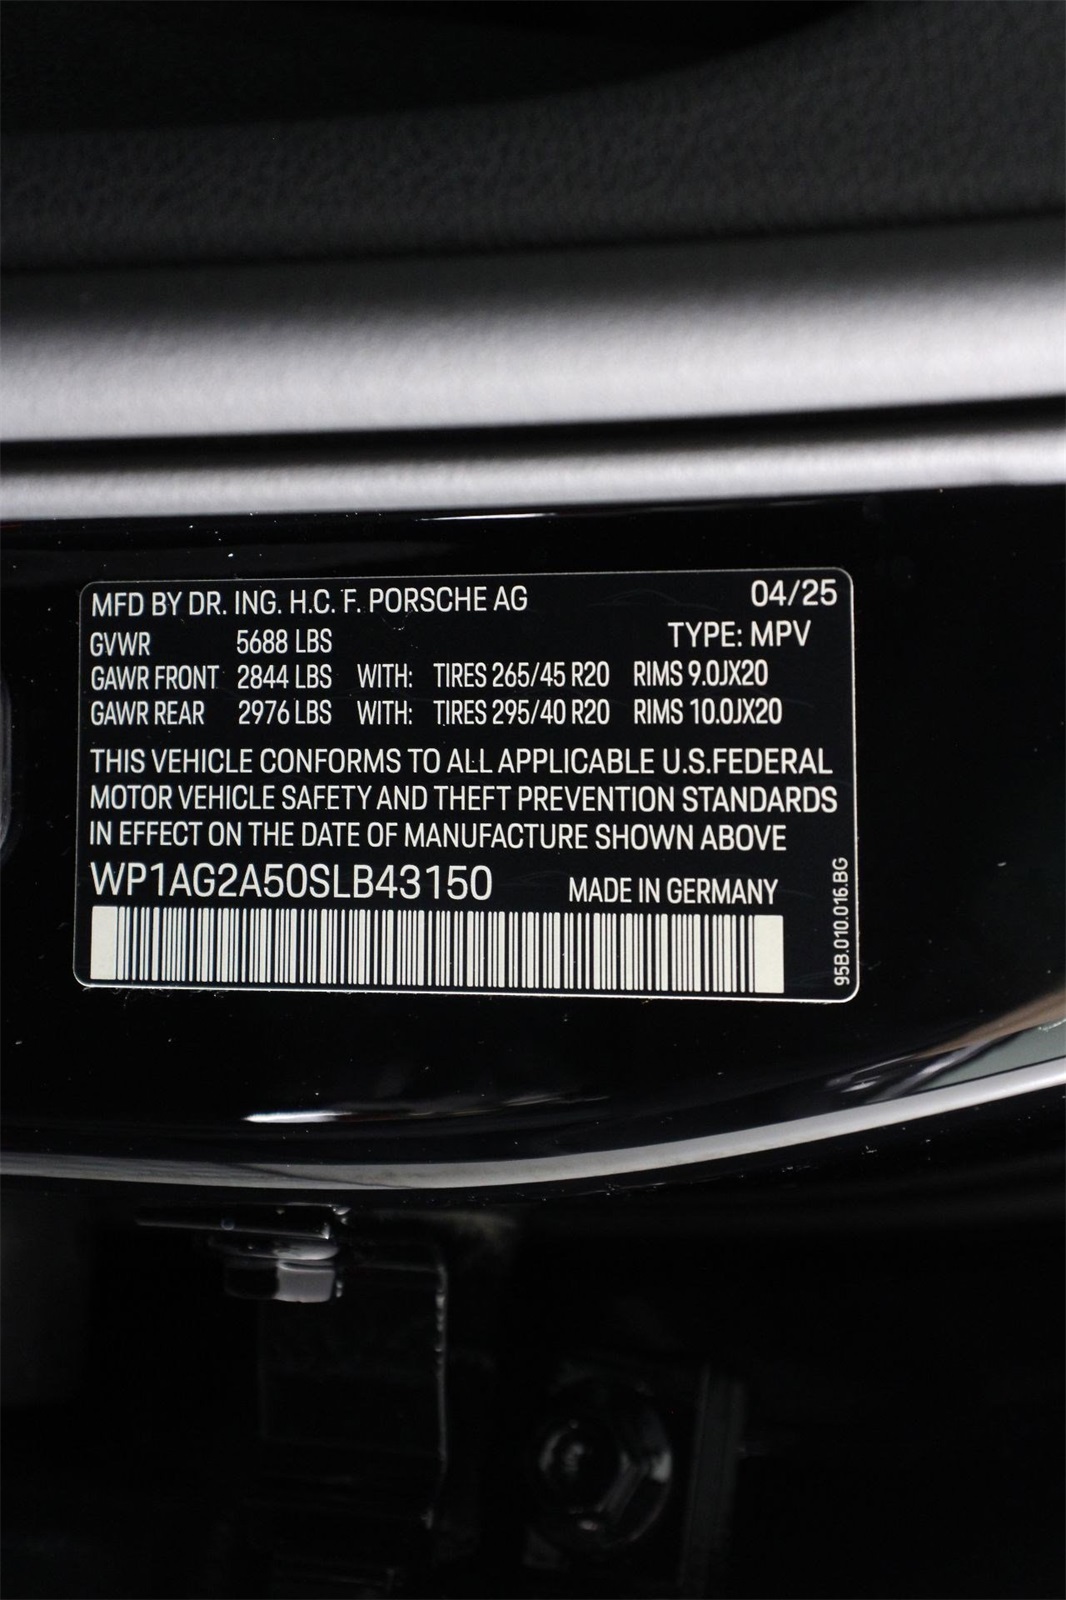 MFD BY DR. ING. H.C. F. PORSCHE AG 04/25
GVWR 5688 LBS TYPE: MPV
GAWR FRONT 2844 LBS WITH: TIRES 265/45 R20 RIMS 9.0JX20
GAWR REAR 2976 LBS WITH: TIRES 295/40 R20 RIMS 10.0JX20
THIS VEHICLE CONFORMS TO ALL APPLICABLE U.S.FEDERAL
MOTOR VEHICLE SAFETY AND THEFT PREVENTION STANDARDS
IN EFFECT ON THE DATE OF MANUFACTURE SHOWN ABOVE
WP1AG2A50SLB43150 MADE IN GERMANY
95B.010.016.BG